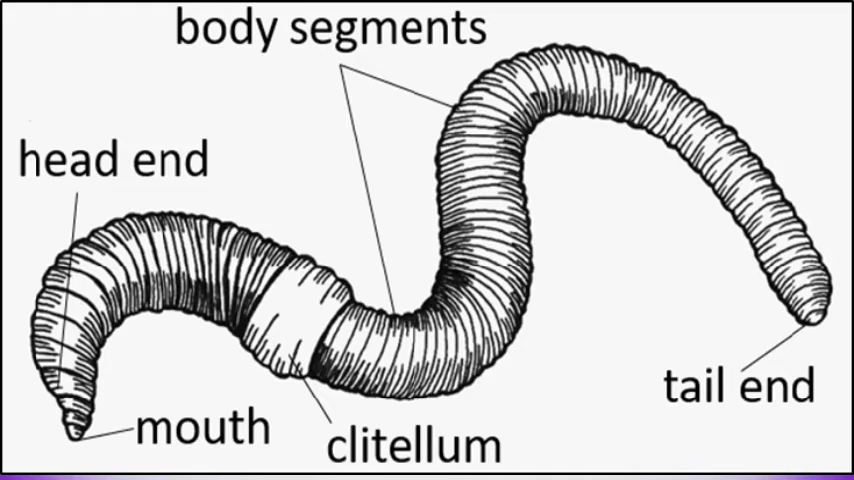 body segments
head end
tail end
mouth
clitellum